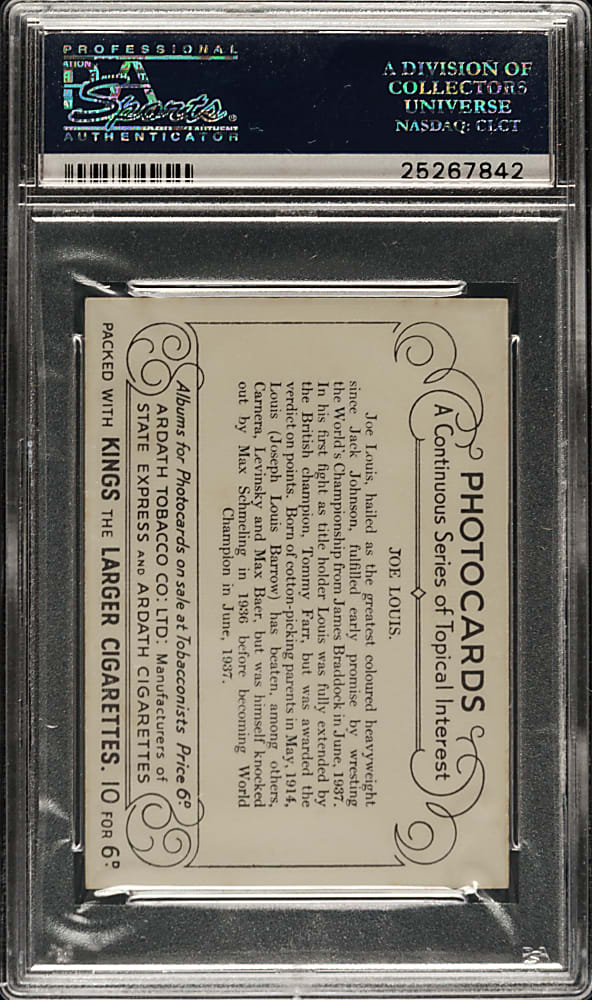 PROFESSIONAL
Sports®
AUTHENTICATOR
A DIVISION OF
COLLECTORS
UNIVERSE
NASDAQ: CLCT
25267842
PHOTOCARDS
A Continuous Series of Topical Interest
JOE LOUIS.
Joe Louis, hailed as the greatest coloured heavyweight
since Jack Johnson, fulfilled early promise by wresting
the World's Championship from James Braddock in June, 1937.
In his first fight as title holder Louis was fully extended by
the British champion, Tommy Farr, but was awarded the
verdict on points. Born of cotton-picking parents in May, 1914,
Louis (Joseph Louis Barrow) has beaten, among others,
Carnera, Levinsky and Max Baer, but was himself knocked
out by Max Schmeling in 1936 before becoming World
Champion in June, 1937.
Albums for Photocards on sale at Tobacconists Price 6D.
ARDATH TOBACCO CO: LTD: Manufacturers of
STATE EXPRESS AND ARDATH CIGARETTES
PACKED WITH KINGS THE LARGER CIGARETTES. 10 FOR 6D.